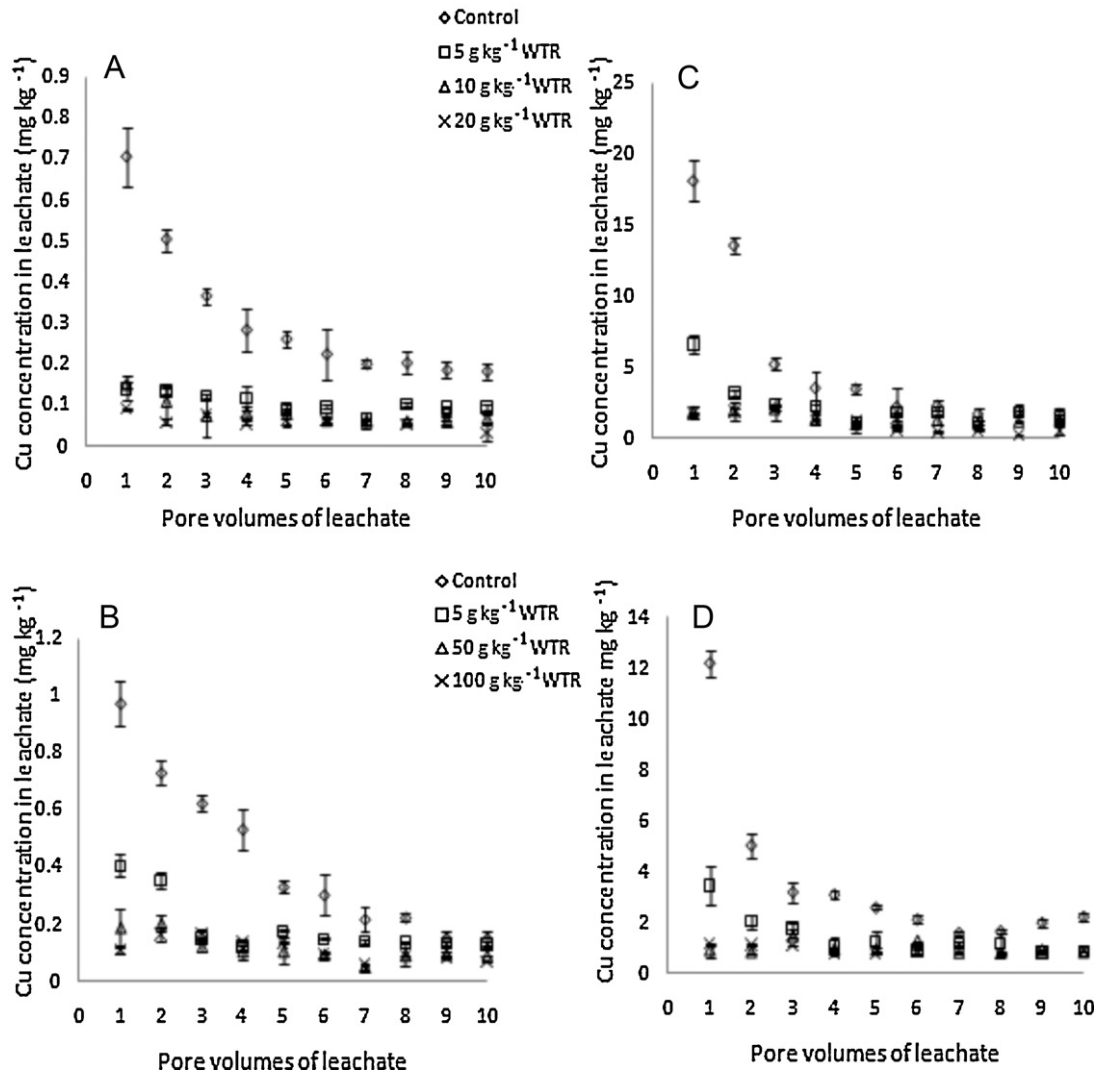 Control
5 g kg⁻¹ WTR
10 g kg⁻¹ WTR
20 g kg⁻¹ WTR
A
Cu concentration in leachate (mg kg ⁻¹)
0.9
0.8
0.7
0.6
0.5
0.4
0.3
0.2
0.1
0
0 1 2 3 4 5 6 7 8 9 10
Pore volumes of leachate
C
Cu concentration in leachate (mg kg ⁻¹)
25
20
15
10
5
0
0 1 2 3 4 5 6 7 8 9 10
Pore volumes of leachate
Control
5 g kg⁻¹ WTR
50 g kg⁻¹ WTR
100 g kg⁻¹ WTR
B
Cu concentration in leachate (mg kg ⁻¹)
1.2
1
0.8
0.6
0.4
0.2
0
0 1 2 3 4 5 6 7 8 9 10
Pore volumes of leachate
D
Cu concentration in leachate mg kg ⁻¹)
14
12
10
8
6
4
2
0
0 1 2 3 4 5 6 7 8 9 10
Pore volumes of leachate